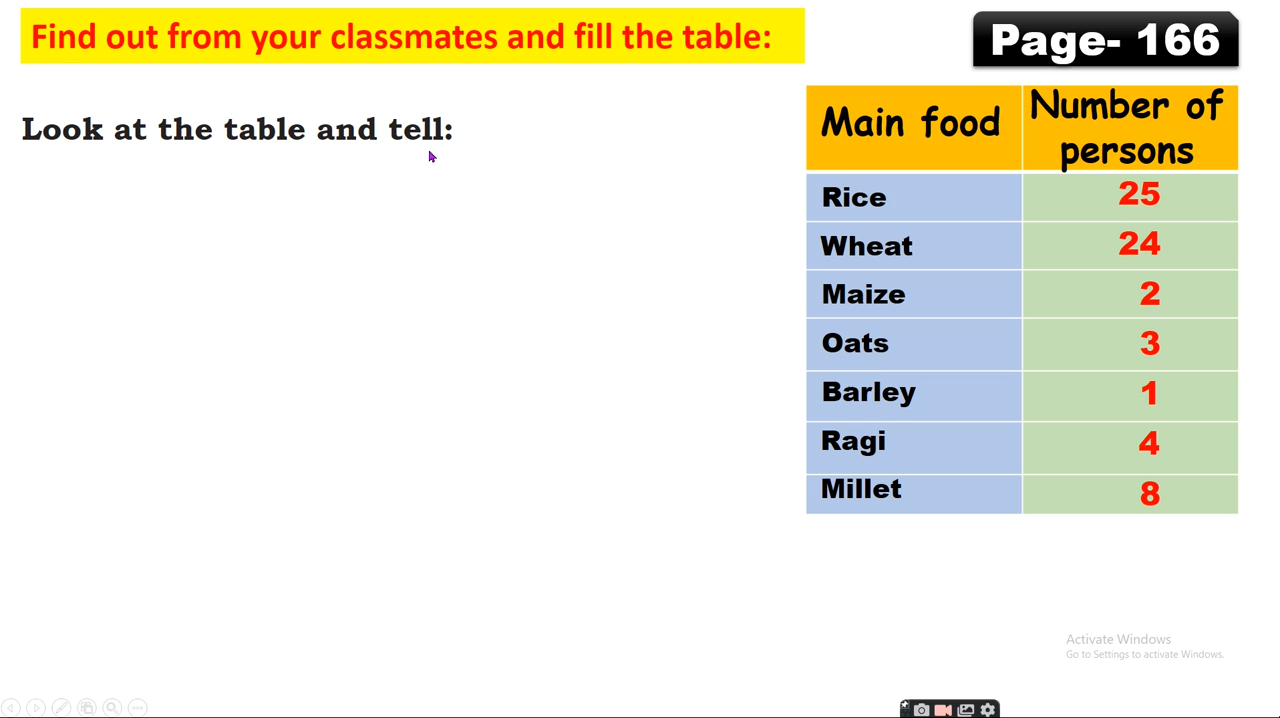 Find out from your classmates and fill the table:
Page- 166
Look at the table and tell:
Main food Number of persons
Rice 25
Wheat 24
Maize 2
Oats 3
Barley 1
Ragi 4
Millet 8
Activate Windows
Go to Settings to activate Windows.